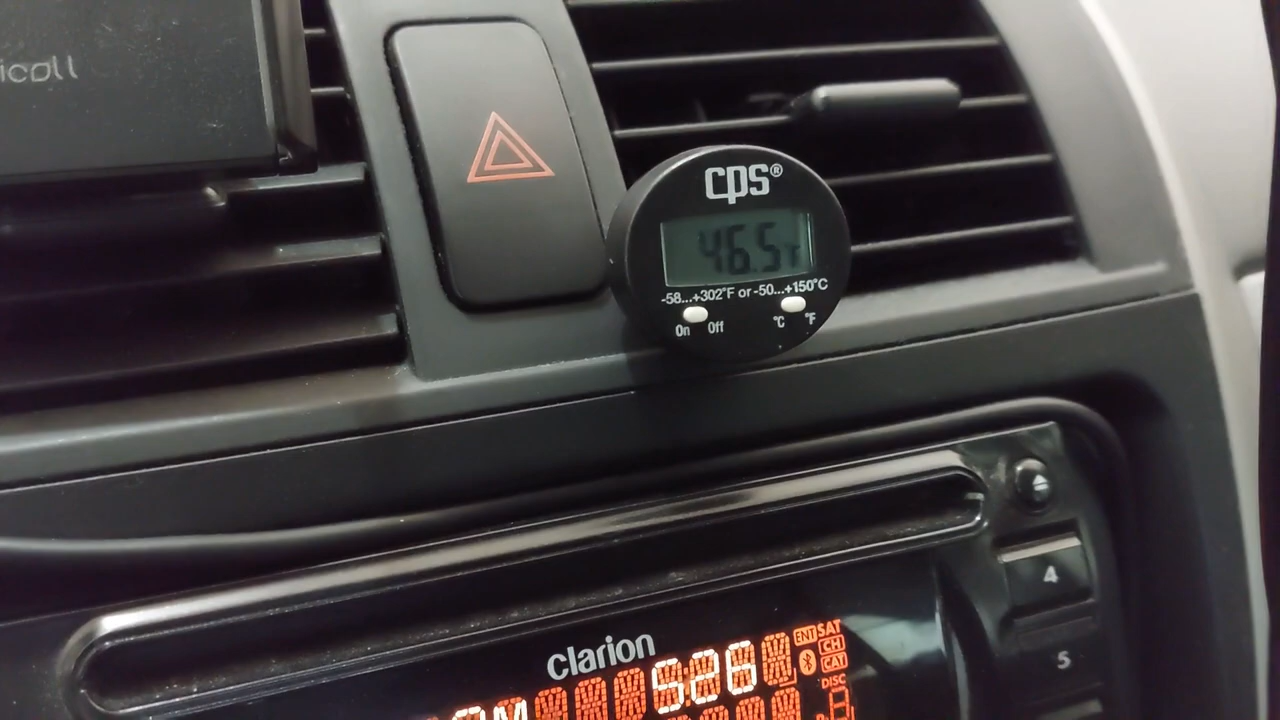 icoll
cps®
46.5
-58...+302°F or -50...+150°C
On Off °C °F
clarion
5:26
ENT SAT
CH
CAT
DISC
4
5